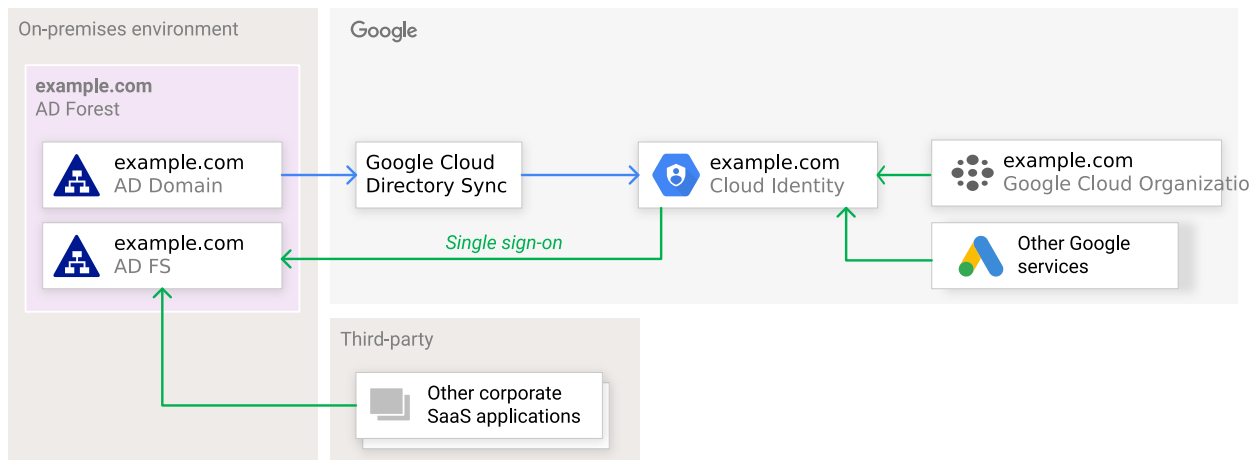 On-premises environment
Google
example.com
AD Forest
example.com
AD Domain
Google Cloud
Directory Sync
example.com
Cloud Identity
example.com
Google Cloud Organizatio
example.com
AD FS
Single sign-on
Other Google
services
Third-party
Other corporate
SaaS applications